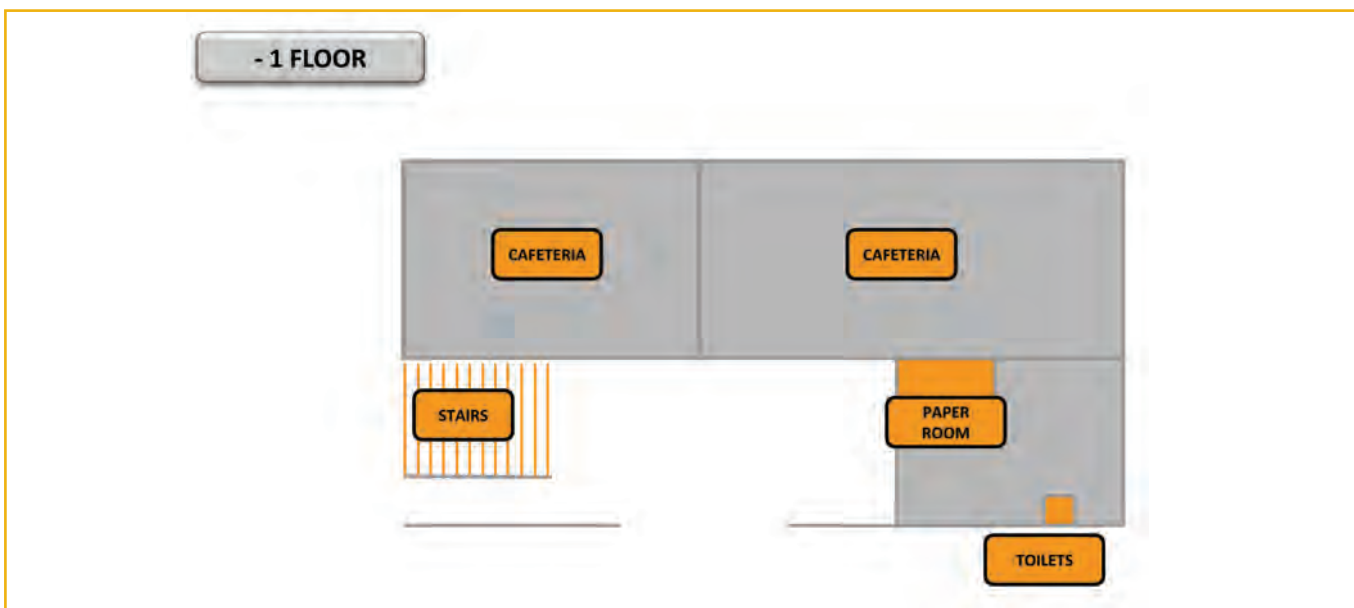 - 1 FLOOR
CAFETERIA
CAFETERIA
STAIRS
PAPER
ROOM
TOILETS